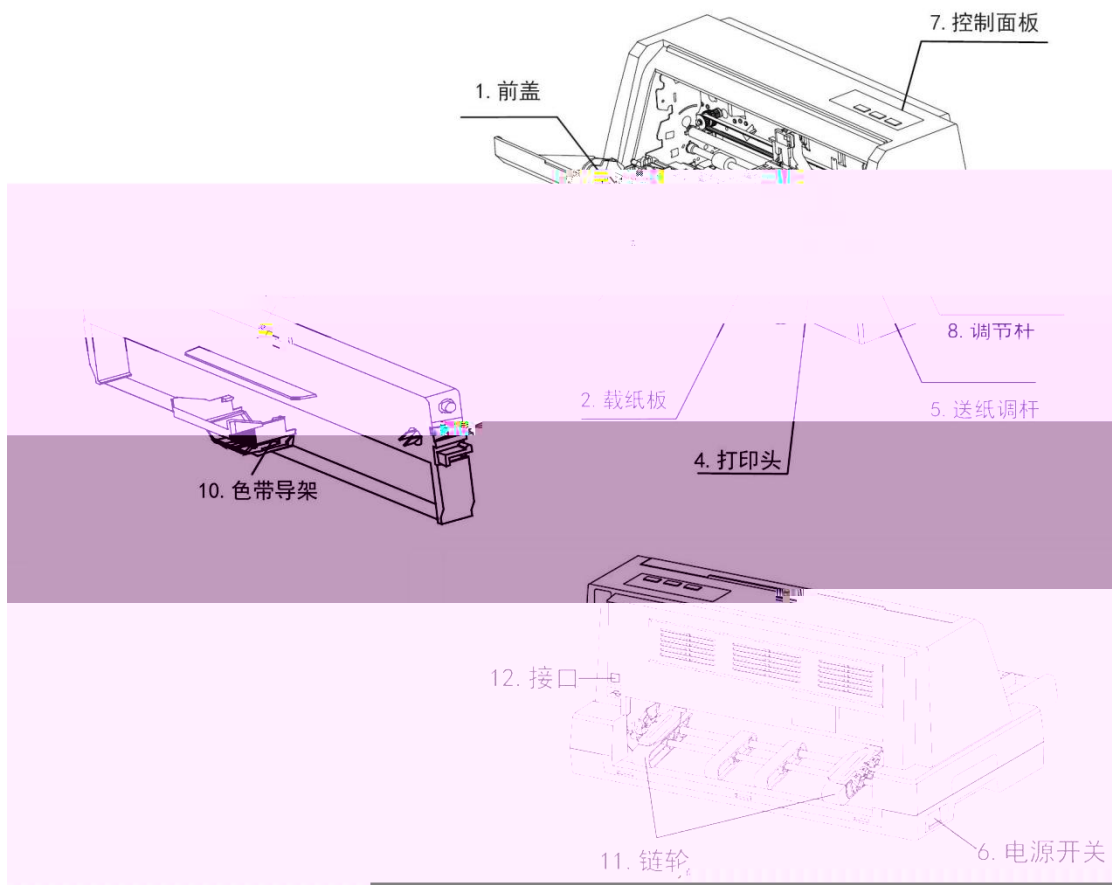 7. 控制面板
1. 前盖
8. 调节杆
2. 载纸板
5. 送纸调杆
4. 打印头
10. 色带导架
12. 接口
11. 链轮
6. 电源开关